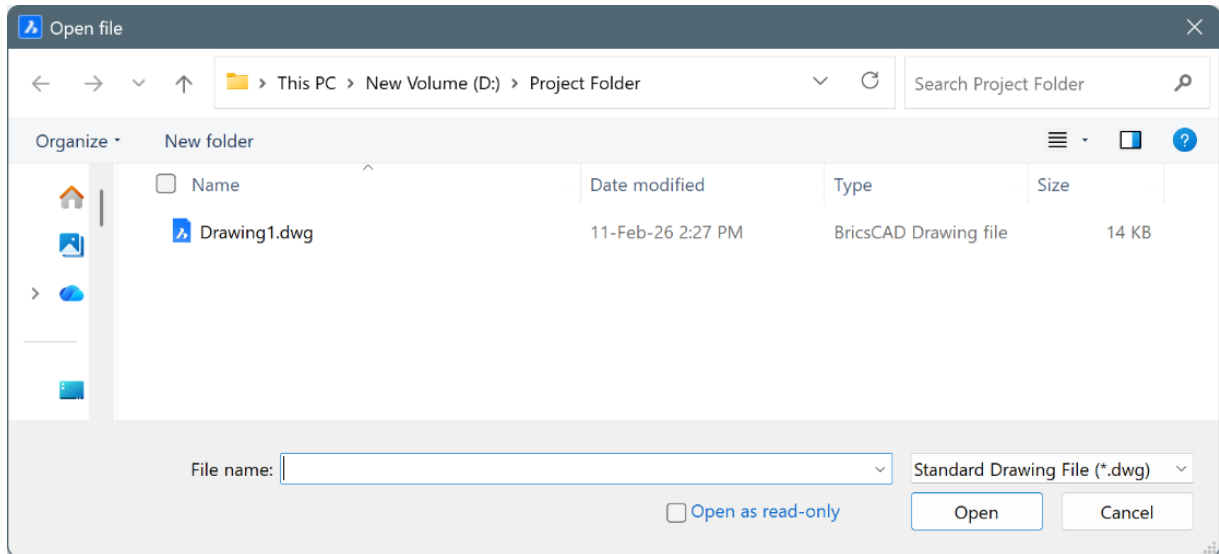 Open file
This PC > New Volume (D:) > Project Folder
Search Project Folder
Organize
New folder
Name Date modified Type Size
Drawing1.dwg 11-Feb-26 2:27 PM BricsCAD Drawing file 14 KB
File name: Standard Drawing File (*.dwg)
Open as read-only Open Cancel